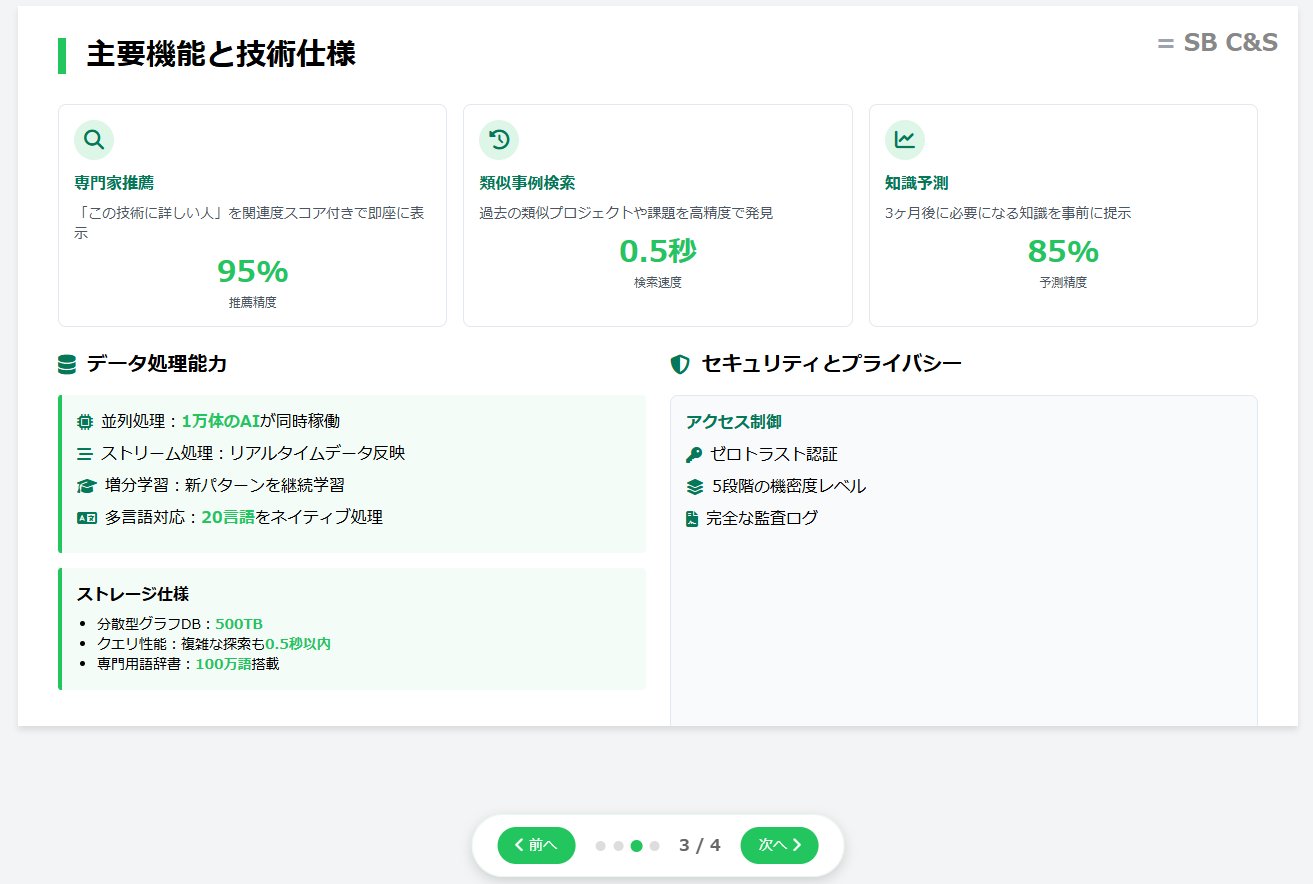 主要機能と技術仕様
= SB C&S
専門家推薦
「この技術に詳しい人」を関連度スコア付きで即座に表
示
95%
推薦精度
類似事例検索
過去の類似プロジェクトや課題を高精度で発見
0.5秒
検索速度
知識予測
3ヶ月後に必要になる知識を事前に提示
85%
予測精度
データ処理能力
並列処理：1万体のAIが同時稼働
ストリーム処理：リアルタイムデータ反映
増分学習：新パターンを継続学習
多言語対応：20言語をネイティブ処理
ストレージ仕様
• 分散型グラフDB：500TB
• クエリ性能：複雑な探索も0.5秒以内
• 専門用語辞書：100万語搭載
セキュリティとプライバシー
アクセス制御
ゼロトラスト認証
5段階の機密度レベル
完全な監査ログ
前へ
3 / 4
次へ